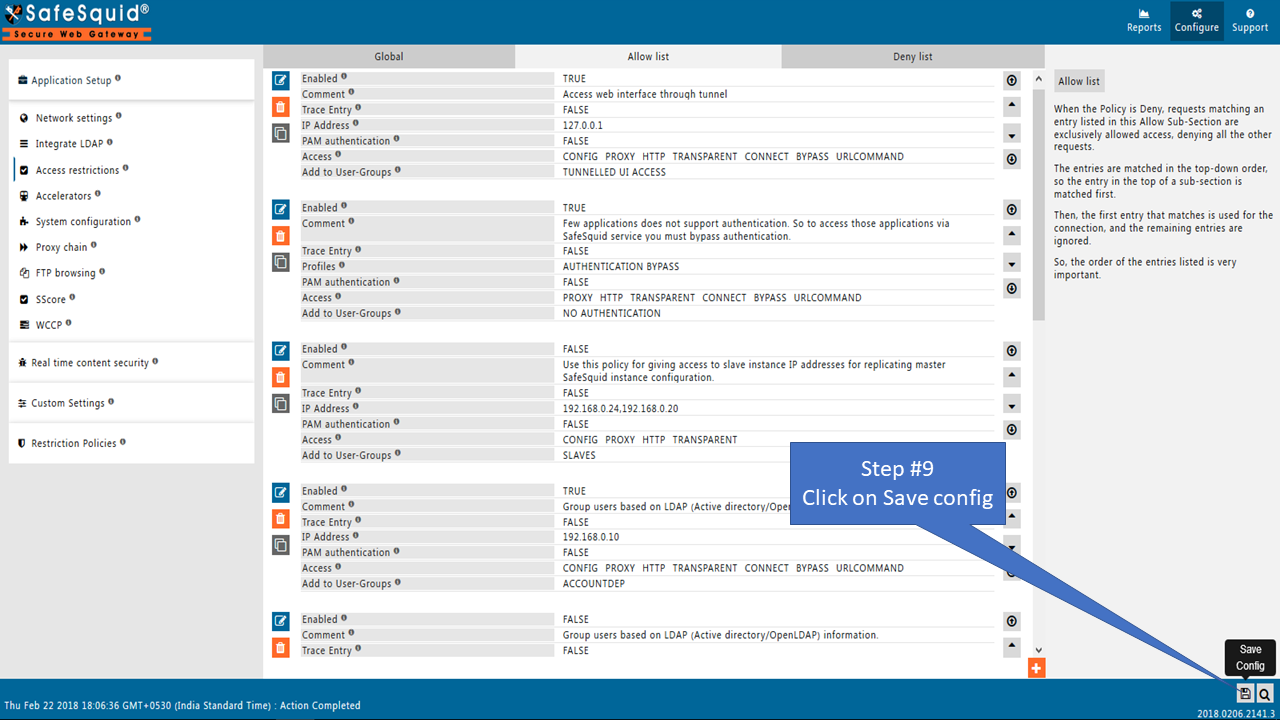 SafeSquid®
Secure Web Gateway
Reports Configure Support
Global Allow list Deny list
Application Setup
Network settings
Integrate LDAP
Access restrictions
Accelerators
System configuration
Proxy chain
FTP browsing
SScore
WCCP
Real time content security
Custom Settings
Restriction Policies
Enabled TRUE
Comment Access web interface through tunnel
Trace Entry FALSE
IP Address 127.0.0.1
PAM authentication FALSE
Access CONFIG PROXY HTTP TRANSPARENT CONNECT BYPASS URLCOMMAND
Add to User-Groups TUNNELLED UI ACCESS
Enabled TRUE
Comment Few applications does not support authentication. So to access those applications via
SafeSquid service you must bypass authentication.
Trace Entry FALSE
Profiles AUTHENTICATION BYPASS
PAM authentication FALSE
Access PROXY HTTP TRANSPARENT CONNECT BYPASS URLCOMMAND
Add to User-Groups NO AUTHENTICATION
Enabled FALSE
Comment Use this policy for giving access to slave instance IP addresses for replicating master
SafeSquid instance configuration.
Trace Entry FALSE
IP Address 192.168.0.24,192.168.0.20
PAM authentication FALSE
Access CONFIG PROXY HTTP TRANSPARENT
Add to User-Groups SLAVES
Enabled TRUE
Comment Group users based on LDAP (Active directory/Open
Trace Entry FALSE
IP Address 192.168.0.10
PAM authentication FALSE
Access CONFIG PROXY HTTP TRANSPARENT CONNECT BYPASS URLCOMMAND
Add to User-Groups ACCOUNTDEP
Enabled FALSE
Comment Group users based on LDAP (Active directory/OpenLDAP) information.
Trace Entry FALSE
Allow list
When the Policy is Deny, requests matching an
entry listed in this Allow Sub-Section are
exclusively allowed access, denying all the other
requests.
The entries are matched in the top-down order,
so the entry in the top of a sub-section is
matched first.
Then, the first entry that matches is used for the
connection, and the remaining entries are
ignored.
So, the order of the entries listed is very
important.
Step #9
Click on Save config
Save
Config
Thu Feb 22 2018 18:06:36 GMT+0530 (India Standard Time) : Action Completed
2018.0206.2141.3